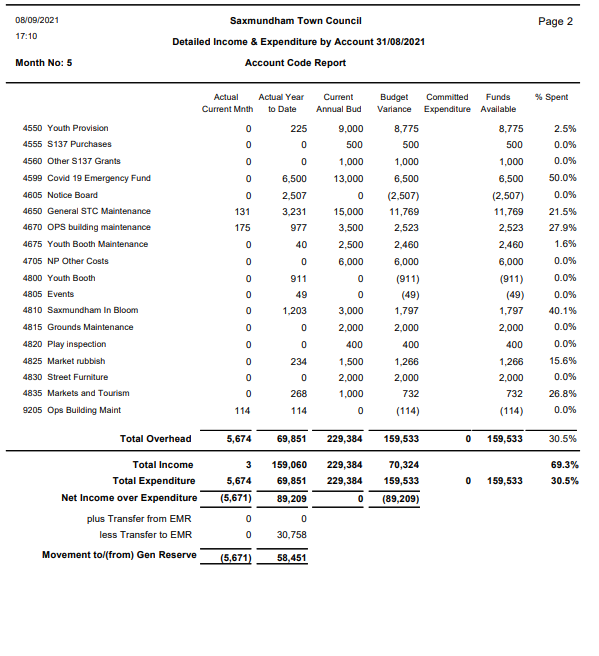 08/09/2021 Saxmundham Town Council Page 2
17:10 Detailed Income & Expenditure by Account 31/08/2021
Month No: 5 Account Code Report
Actual Actual Year Current Budget Committed Funds % Spent
Current Mnth to Date Annual Bud Variance Expenditure Available
4550 Youth Provision 0 225 9,000 8,775 8,775 2.5%
4555 S137 Purchases 0 0 500 500 500 0.0%
4560 Other S137 Grants 0 0 1,000 1,000 1,000 0.0%
4599 Covid 19 Emergency Fund 0 6,500 13,000 6,500 6,500 50.0%
4605 Notice Board 0 2,507 0 (2,507) (2,507) 0.0%
4650 General STC Maintenance 131 3,231 15,000 11,769 11,769 21.5%
4670 OPS building maintenance 175 977 3,500 2,523 2,523 27.9%
4675 Youth Booth Maintenance 0 40 2,500 2,460 2,460 1.6%
4705 NP Other Costs 0 0 6,000 6,000 6,000 0.0%
4800 Youth Booth 0 911 0 (911) (911) 0.0%
4805 Events 0 49 0 (49) (49) 0.0%
4810 Saxmundham In Bloom 0 1,203 3,000 1,797 1,797 40.1%
4815 Grounds Maintenance 0 0 2,000 2,000 2,000 0.0%
4820 Play inspection 0 0 400 400 400 0.0%
4825 Market rubbish 0 234 1,500 1,266 1,266 15.6%
4830 Street Furniture 0 0 2,000 2,000 2,000 0.0%
4835 Markets and Tourism 0 268 1,000 732 732 26.8%
9205 Ops Building Maint 114 114 0 (114) (114) 0.0%
Total Overhead 5,674 69,851 229,384 159,533 0 159,533 30.5%
Total Income 3 159,060 229,384 70,324 69.3%
Total Expenditure 5,674 69,851 229,384 159,533 0 159,533 30.5%
Net Income over Expenditure (5,671) 89,209 0 (89,209)
plus Transfer from EMR 0 0
less Transfer to EMR 0 30,758
Movement to/(from) Gen Reserve (5,671) 58,451